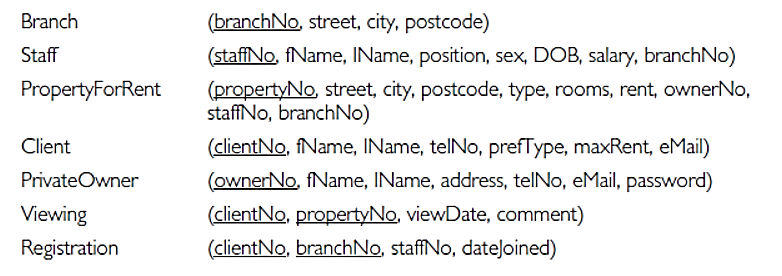 Branch (branchNo, street, city, postcode)
Staff (staffNo, fName, lName, position, sex, DOB, salary, branchNo)
PropertyForRent (propertyNo, street, city, postcode, type, rooms, rent, ownerNo,
staffNo, branchNo)
Client (clientNo, fName, lName, telNo, prefType, maxRent, eMail)
PrivateOwner (ownerNo, fName, lName, address, telNo, eMail, password)
Viewing (clientNo, propertyNo, viewDate, comment)
Registration (clientNo, branchNo, staffNo, dateJoined)